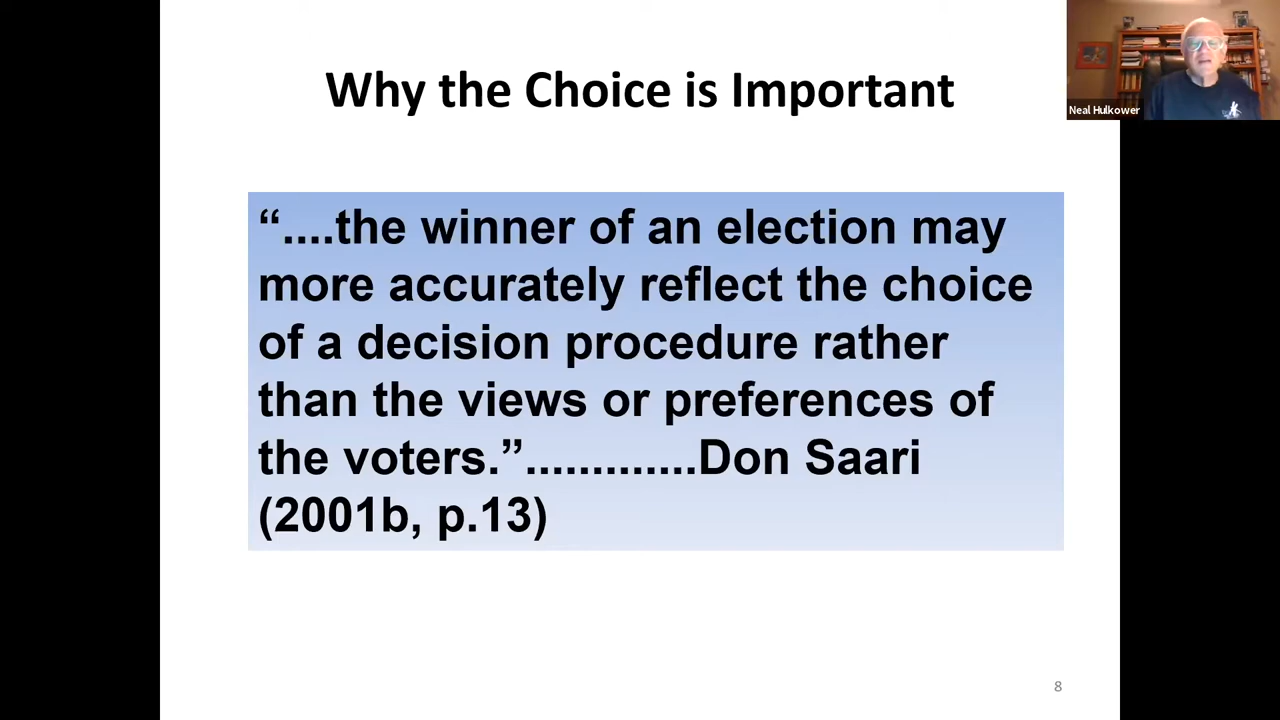 Why the Choice is Important
Neal Hulkower
“....the winner of an election may
more accurately reflect the choice
of a decision procedure rather
than the views or preferences of
the voters.”.............Don Saari
(2001b, p.13)
8